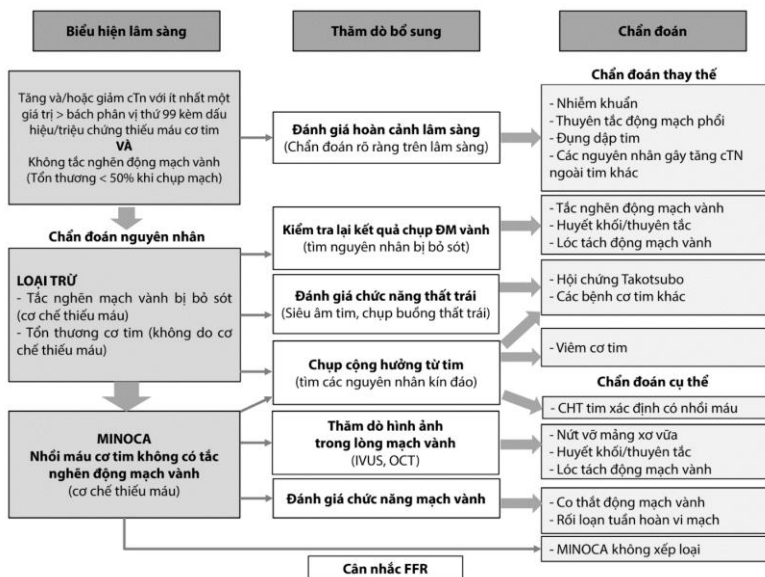 Biểu hiện lâm sàng
Thăm dò bổ sung
Chẩn đoán
Tăng và/hoặc giảm cTn với ít nhất một
giá trị > bách phân vị thứ 99 kèm dấu
hiệu/triệu chứng thiếu máu cơ tim
VÀ
Không tắc nghẽn động mạch vành
(Tổn thương < 50% khi chụp mạch)
Đánh giá hoàn cảnh lâm sàng
(Chẩn đoán rõ ràng trên lâm sàng)
Chẩn đoán thay thế
- Nhiễm khuẩn
- Thuyên tắc động mạch phổi
- Đụng dập tim
- Các nguyên nhân gây tăng cTN
ngoài tim khác
Chẩn đoán nguyên nhân
LOẠI TRỪ
- Tắc nghẽn mạch vành bị bỏ sót
(cơ chế thiếu máu)
- Tổn thương cơ tim (không do cơ
chế thiếu máu)
Kiểm tra lại kết quả chụp ĐM vành
(tìm nguyên nhân bị bỏ sót)
- Tắc nghẽn động mạch vành
- Huyết khối/thuyên tắc
- Lóc tách động mạch vành
Đánh giá chức năng thất trái
(Siêu âm tim, chụp buồng thất trái)
- Hội chứng Takotsubo
- Các bệnh cơ tim khác
Chụp cộng hưởng từ tim
(tìm các nguyên nhân kín đáo)
- Viêm cơ tim
Chẩn đoán cụ thể
- CHT tim xác định có nhồi máu
MINOCA
Nhồi máu cơ tim không có tắc
nghẽn động mạch vành
(cơ chế thiếu máu)
Thăm dò hình ảnh
trong lòng mạch vành
(IVUS, OCT)
- Nứt vỡ mảng xơ vữa
- Huyết khối/thuyên tắc
- Lóc tách động mạch vành
Đánh giá chức năng mạch vành
- Co thắt động mạch vành
- Rối loạn tuần hoàn vi mạch
- MINOCA không xếp loại
Cân nhắc FFR